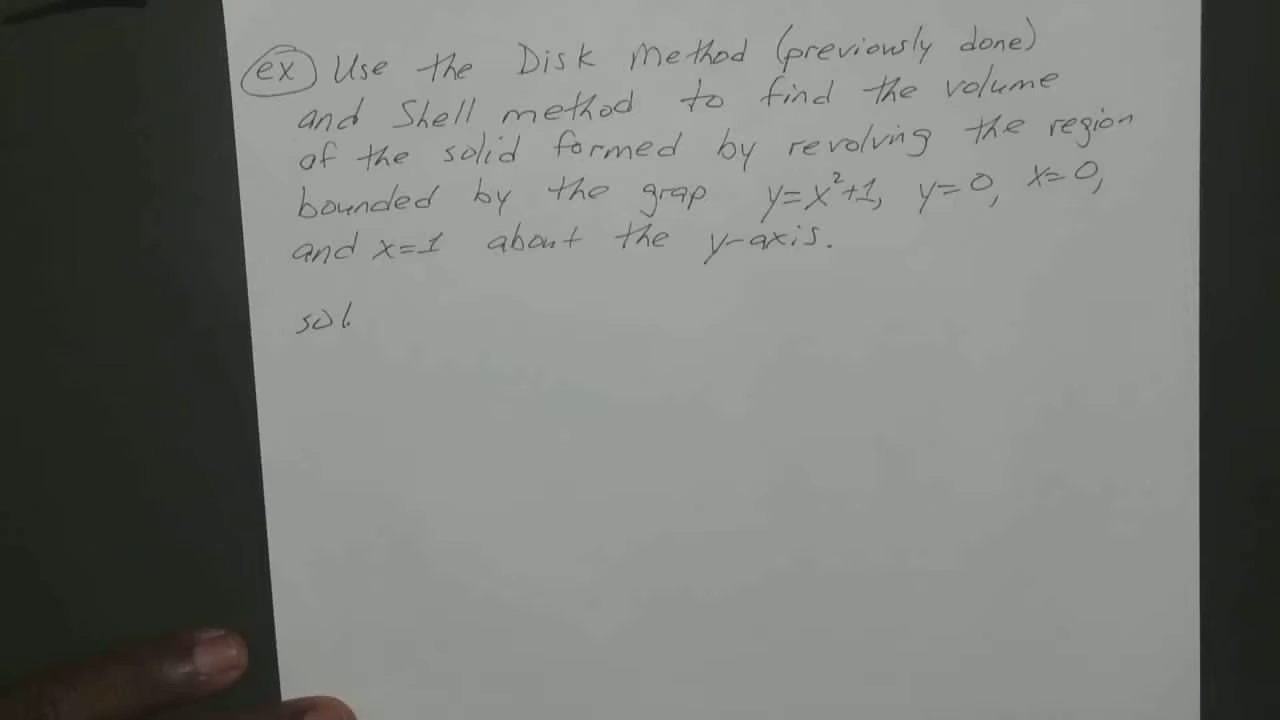 ex Use the Disk Method (previously done)
and Shell method to find the volume
of the solid formed by revolving the region
bounded by the grap y=x²+1, y=0, x=0,
and x=1 about the y-axis.
sol.